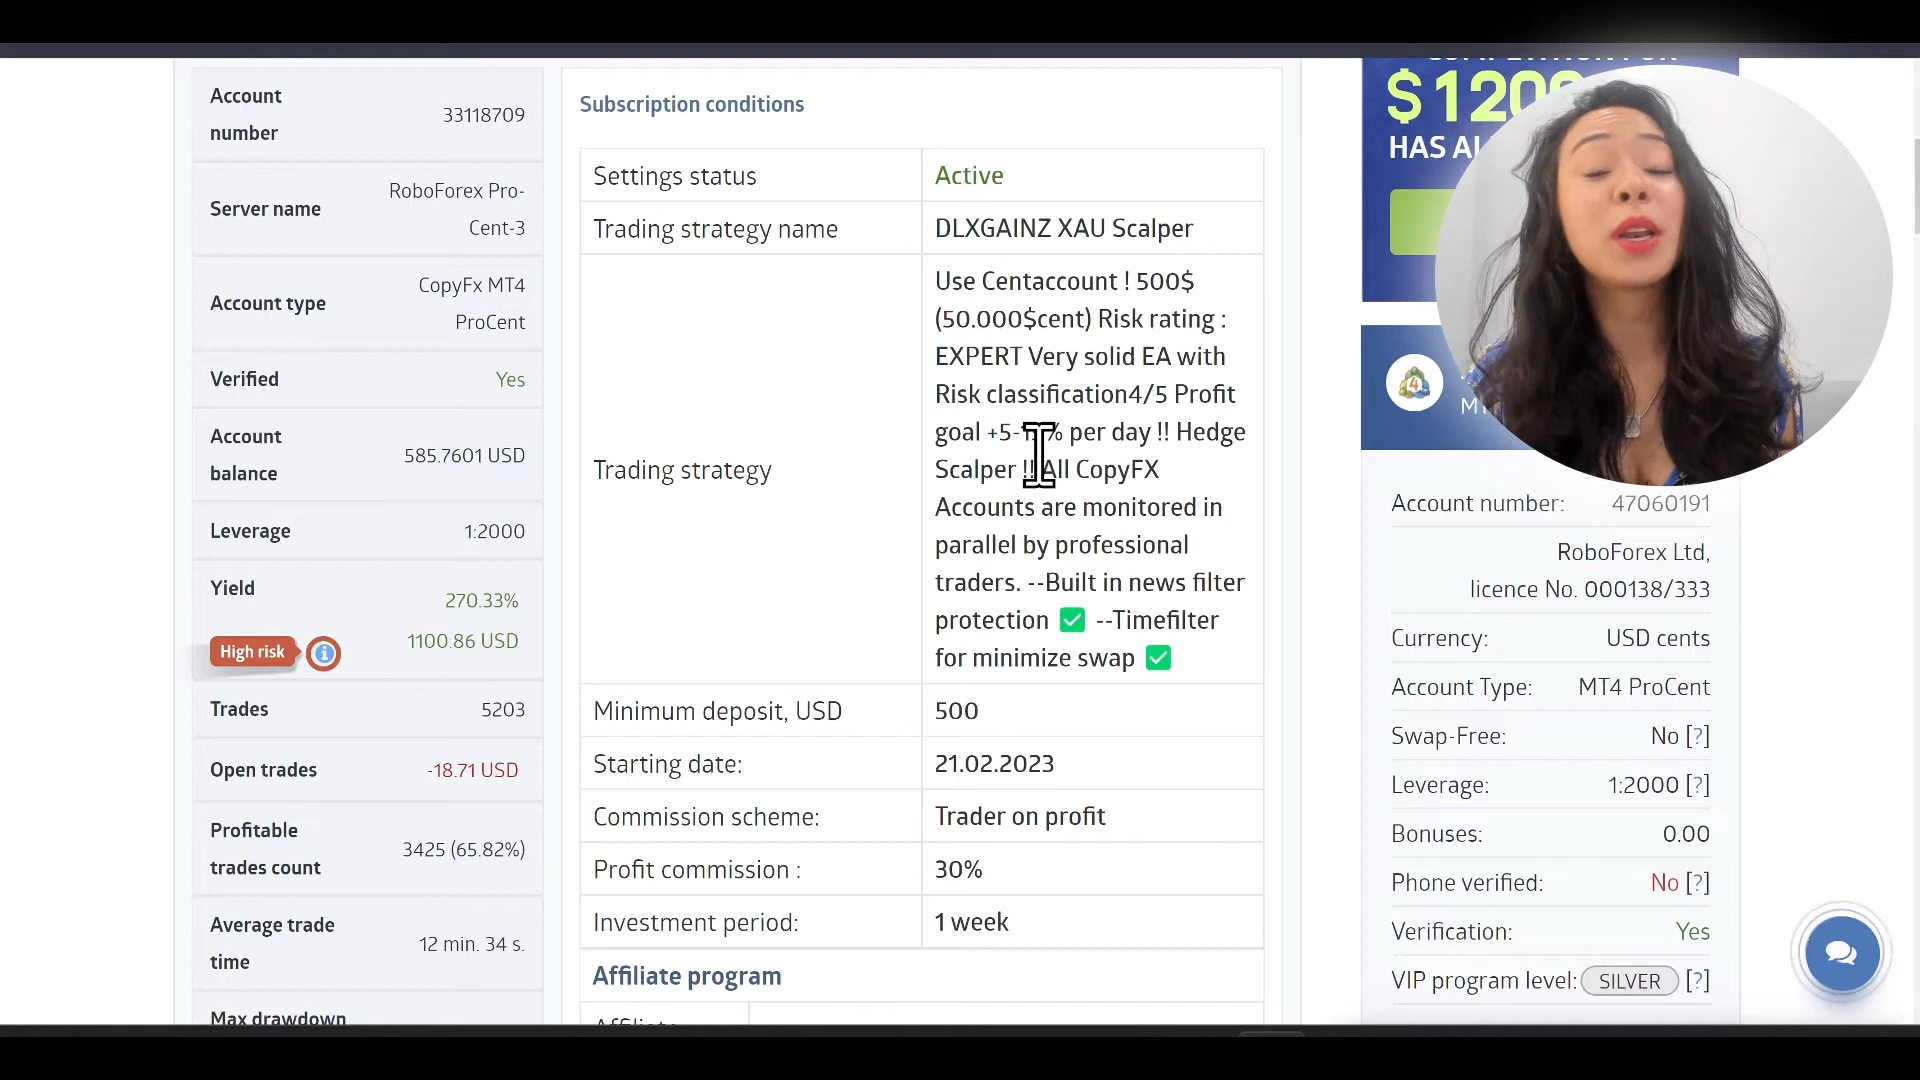 Account
number
33118709
Server name
RoboForex Pro-
Cent-3
Account type
CopyFx MT4
ProCent
Verified
Yes
Account
balance
585.7601 USD
Leverage
1:2000
Yield
270.33%
1100.86 USD
High risk
Trades
5203
Open trades
-18.71 USD
Profitable
trades count
3425 (65.82%)
Average trade
time
12 min. 34 s.
Max drawdown
Subscription conditions
Settings status
Active
Trading strategy name
DLXGAINZ XAU Scalper
Trading strategy
Use Centaccount ! 500$
(50.000$cent) Risk rating :
EXPERT Very solid EA with
Risk classification4/5 Profit
goal per day !! Hedge
Scalper !! All CopyFX
Accounts are monitored in
parallel by professional
traders. --Built in news filter
protection ✅ --Timefilter
for minimize swap ✅
Minimum deposit, USD
500
Starting date:
21.02.2023
Commission scheme:
Trader on profit
Profit commission :
30%
Investment period:
1 week
Affiliate program
Affiliate
HAS
4
Account number:
47060191
RoboForex Ltd,
licence No. 000138/333
Currency:
USD cents
Account Type:
MT4 ProCent
Swap-Free:
No [?]
Leverage:
1:2000 [?]
Bonuses:
0.00
Phone verified:
No [?]
Verification:
Yes
VIP program level:
SILVER [?]